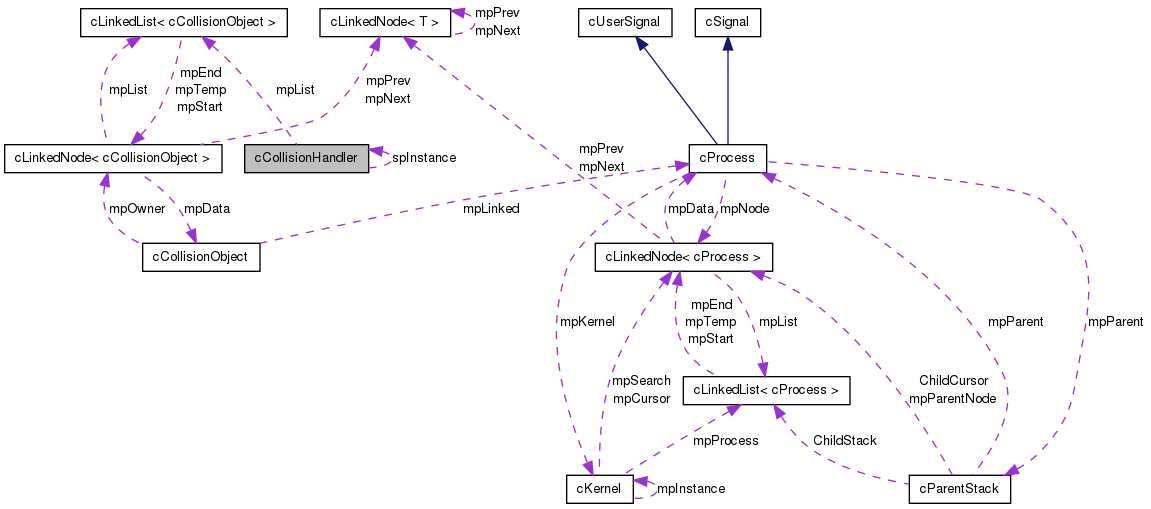 cLinkedList< cCollisionObject >
cLinkedNode< T >
mpPrev
mpNext
cUserSignal
cSignal
mpList
mpEnd
mpTemp
mpStart
mpList
mpPrev
mpNext
cLinkedNode< cCollisionObject >
cCollisionHandler
spInstance
mpPrev
mpNext
cProcess
mpOwner
mpData
mpLinked
mpData
mpNode
cCollisionObject
cLinkedNode< cProcess >
mpKernel
mpEnd
mpTemp
mpStart
mpList
mpParent
mpParent
mpSearch
mpCursor
cLinkedList< cProcess >
ChildCursor
mpParentNode
mpProcess
ChildStack
cKernel
mpInstance
cParentStack